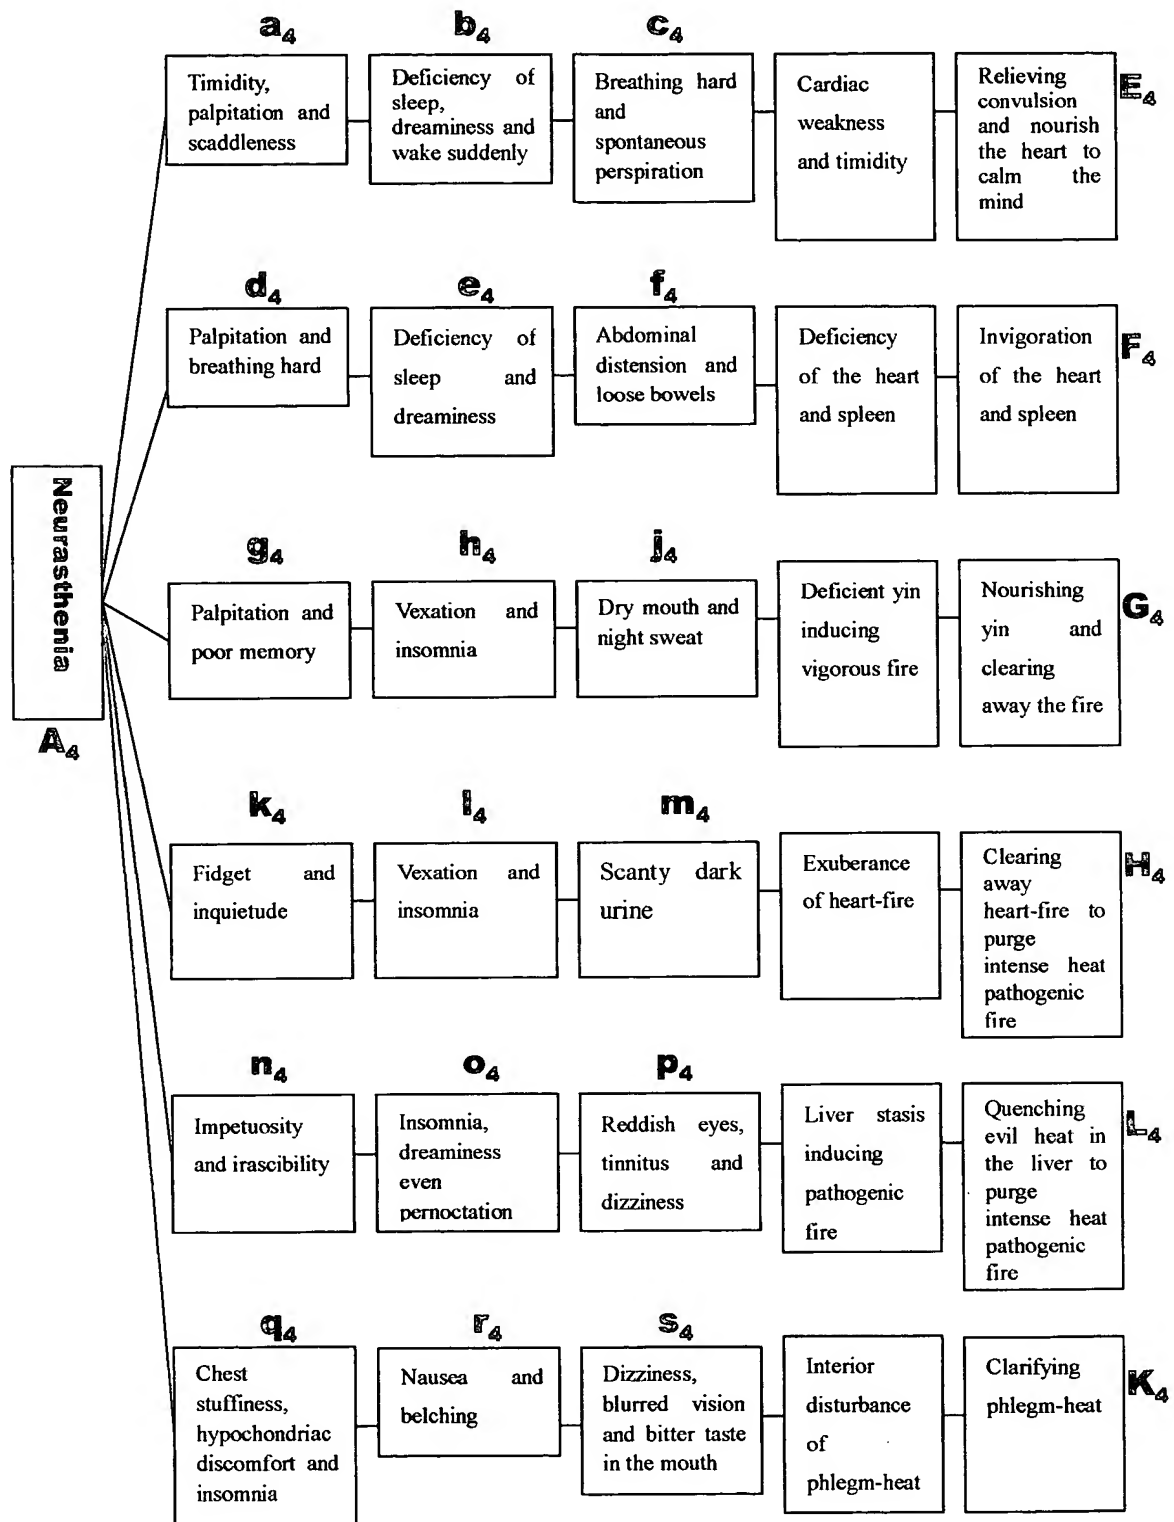 a4
b4
c4
Timidity,
palpitation and
scaddleness
Deficiency of
sleep,
dreaminess and
wake suddenly
Breathing hard
and
spontaneous
perspiration
Cardiac
weakness
and timidity
Relieving
convulsion
and nourish
the heart to
calm the
mind
E4
d4
e4
f4
Palpitation and
breathing hard
Deficiency of
sleep and
dreaminess
Abdominal
distension and
loose bowels
Deficiency
of the heart
and spleen
Invigoration
of the heart
and spleen
F4
Neurasthenia
A4
g4
h4
j4
Palpitation and
poor memory
Vexation and
insomnia
Dry mouth and
night sweat
Deficient yin
inducing
vigorous fire
Nourishing
yin and
clearing
away the fire
G4
k4
l4
m4
Fidget and
inquietude
Vexation and
insomnia
Scanty dark
urine
Exuberance
of heart-fire
Clearing
away
heart-fire to
purge
intense heat
pathogenic
fire
H4
n4
o4
p4
Impetuosity
and irascibility
Insomnia,
dreaminess
even
pernoctation
Reddish eyes,
tinnitus and
dizziness
Liver stasis
inducing
pathogenic
fire
Quenching
evil heat in
the liver to
purge
intense heat
pathogenic
fire
L4
q4
r4
s4
Chest
stuffiness,
hypochondriac
discomfort and
insomnia
Nausea and
belching
Dizziness,
blurred vision
and bitter taste
in the mouth
Interior
disturbance
of
phlegm-heat
Clarifying
phlegm-heat
K4